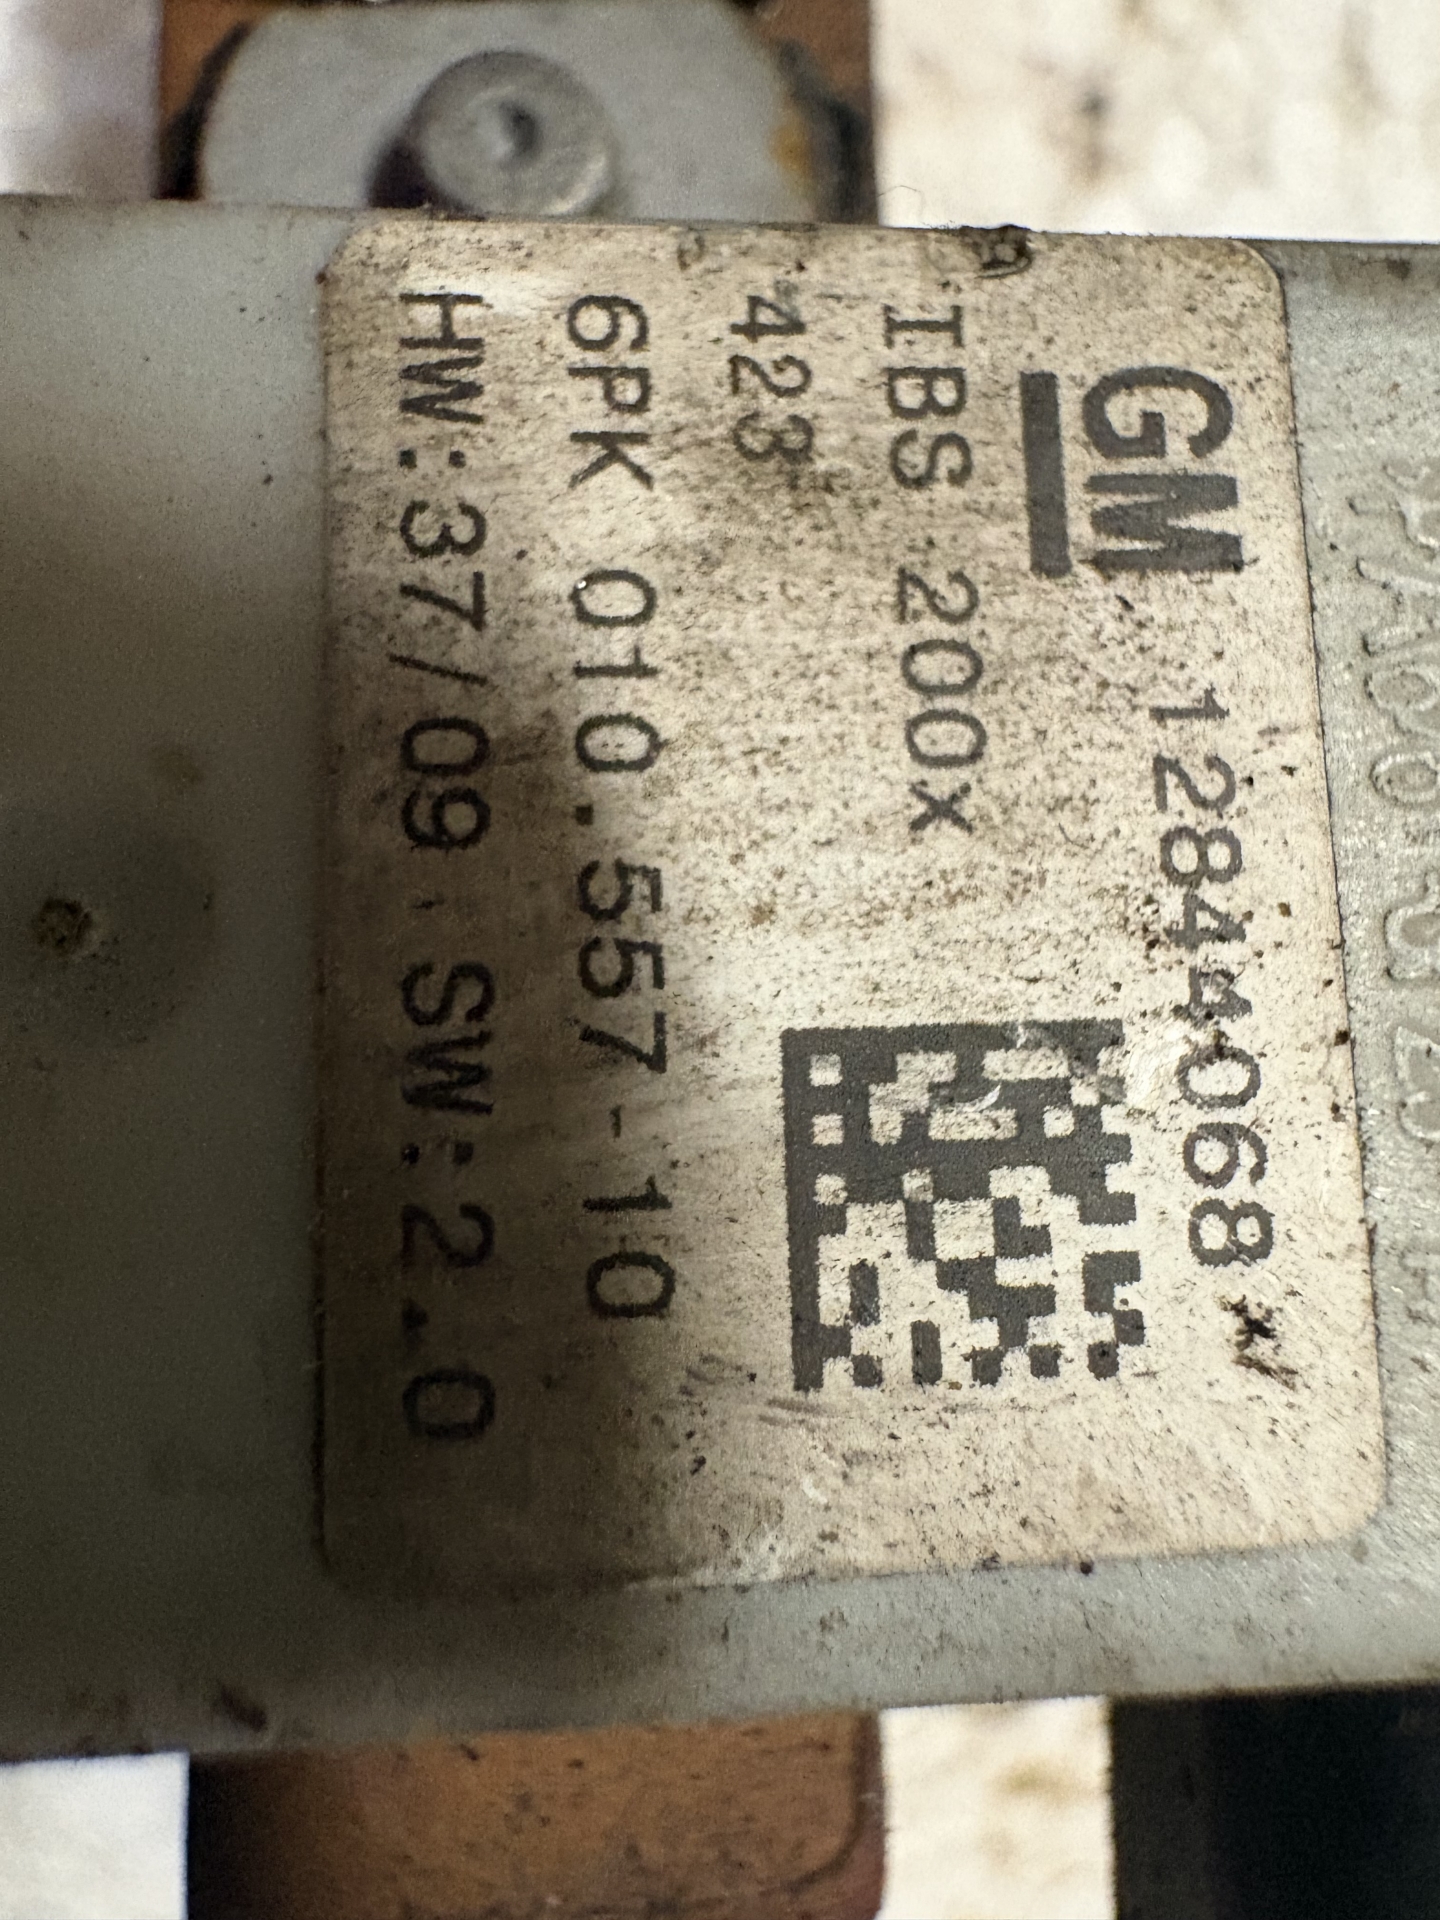 GM 12844068
IBS 200x
423
6PK 010.557-10
HW:37/09 SW:2.0